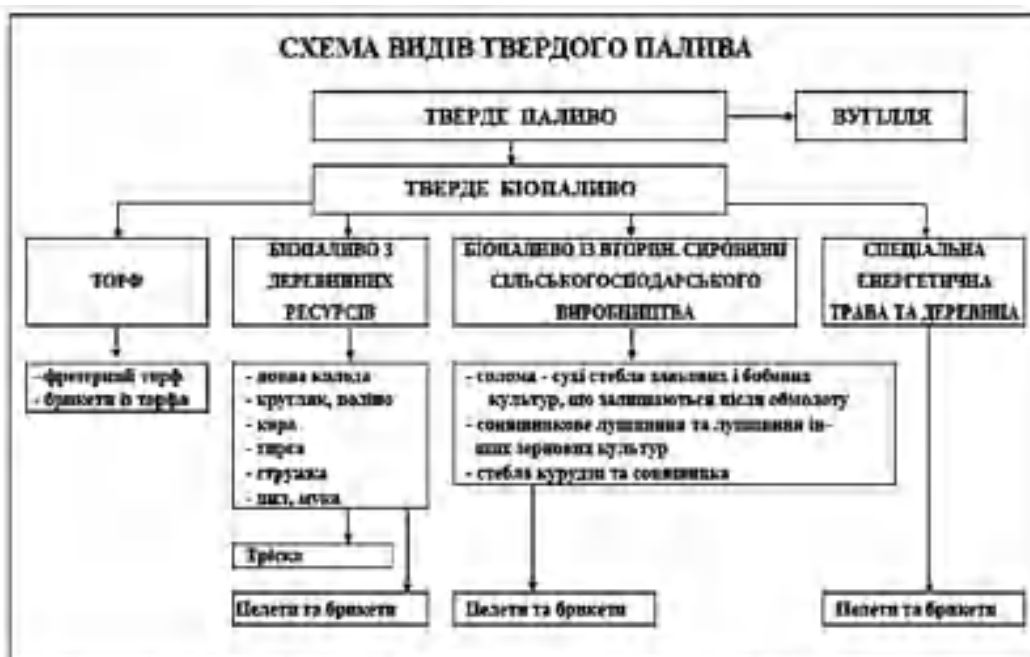 СХЕМА ВИДІВ ТВЕРДОГО ПАЛИВА
ТВЕРДЕ ПАЛИВО
ВУГІЛЛЯ
ТВЕРДЕ БІОПАЛИВО
ТОРФ
БІОПАЛИВО З
ДЕРЕВИННИХ
РЕСУРСІВ
БІОПАЛИВО ІЗ ВТОРИН. СИРОВИНИ
СІЛЬСЬКОГОСПОДАРСЬКОГО
ВИРОБНИЦТВА
СПЕЦІАЛЬНА
ЕНЕРГЕТИЧНА
ТРАВА ТА ДЕРЕВИНА
- фрезерний торф
- брикети із торфа
- повна колода
- кругляк, поліно
- кора
- тирса
- стружка
- пил, мука
- солома - сухі стебла злакових і бобових
культур, що залишаються після обмолоту
- соняшникове лушпиння та лушпиння ін-
ших зернових культур
- стебла курудзи та соняшника
Тріска
Пелети та брикети
Пелети та брикети
Пелети та брикети